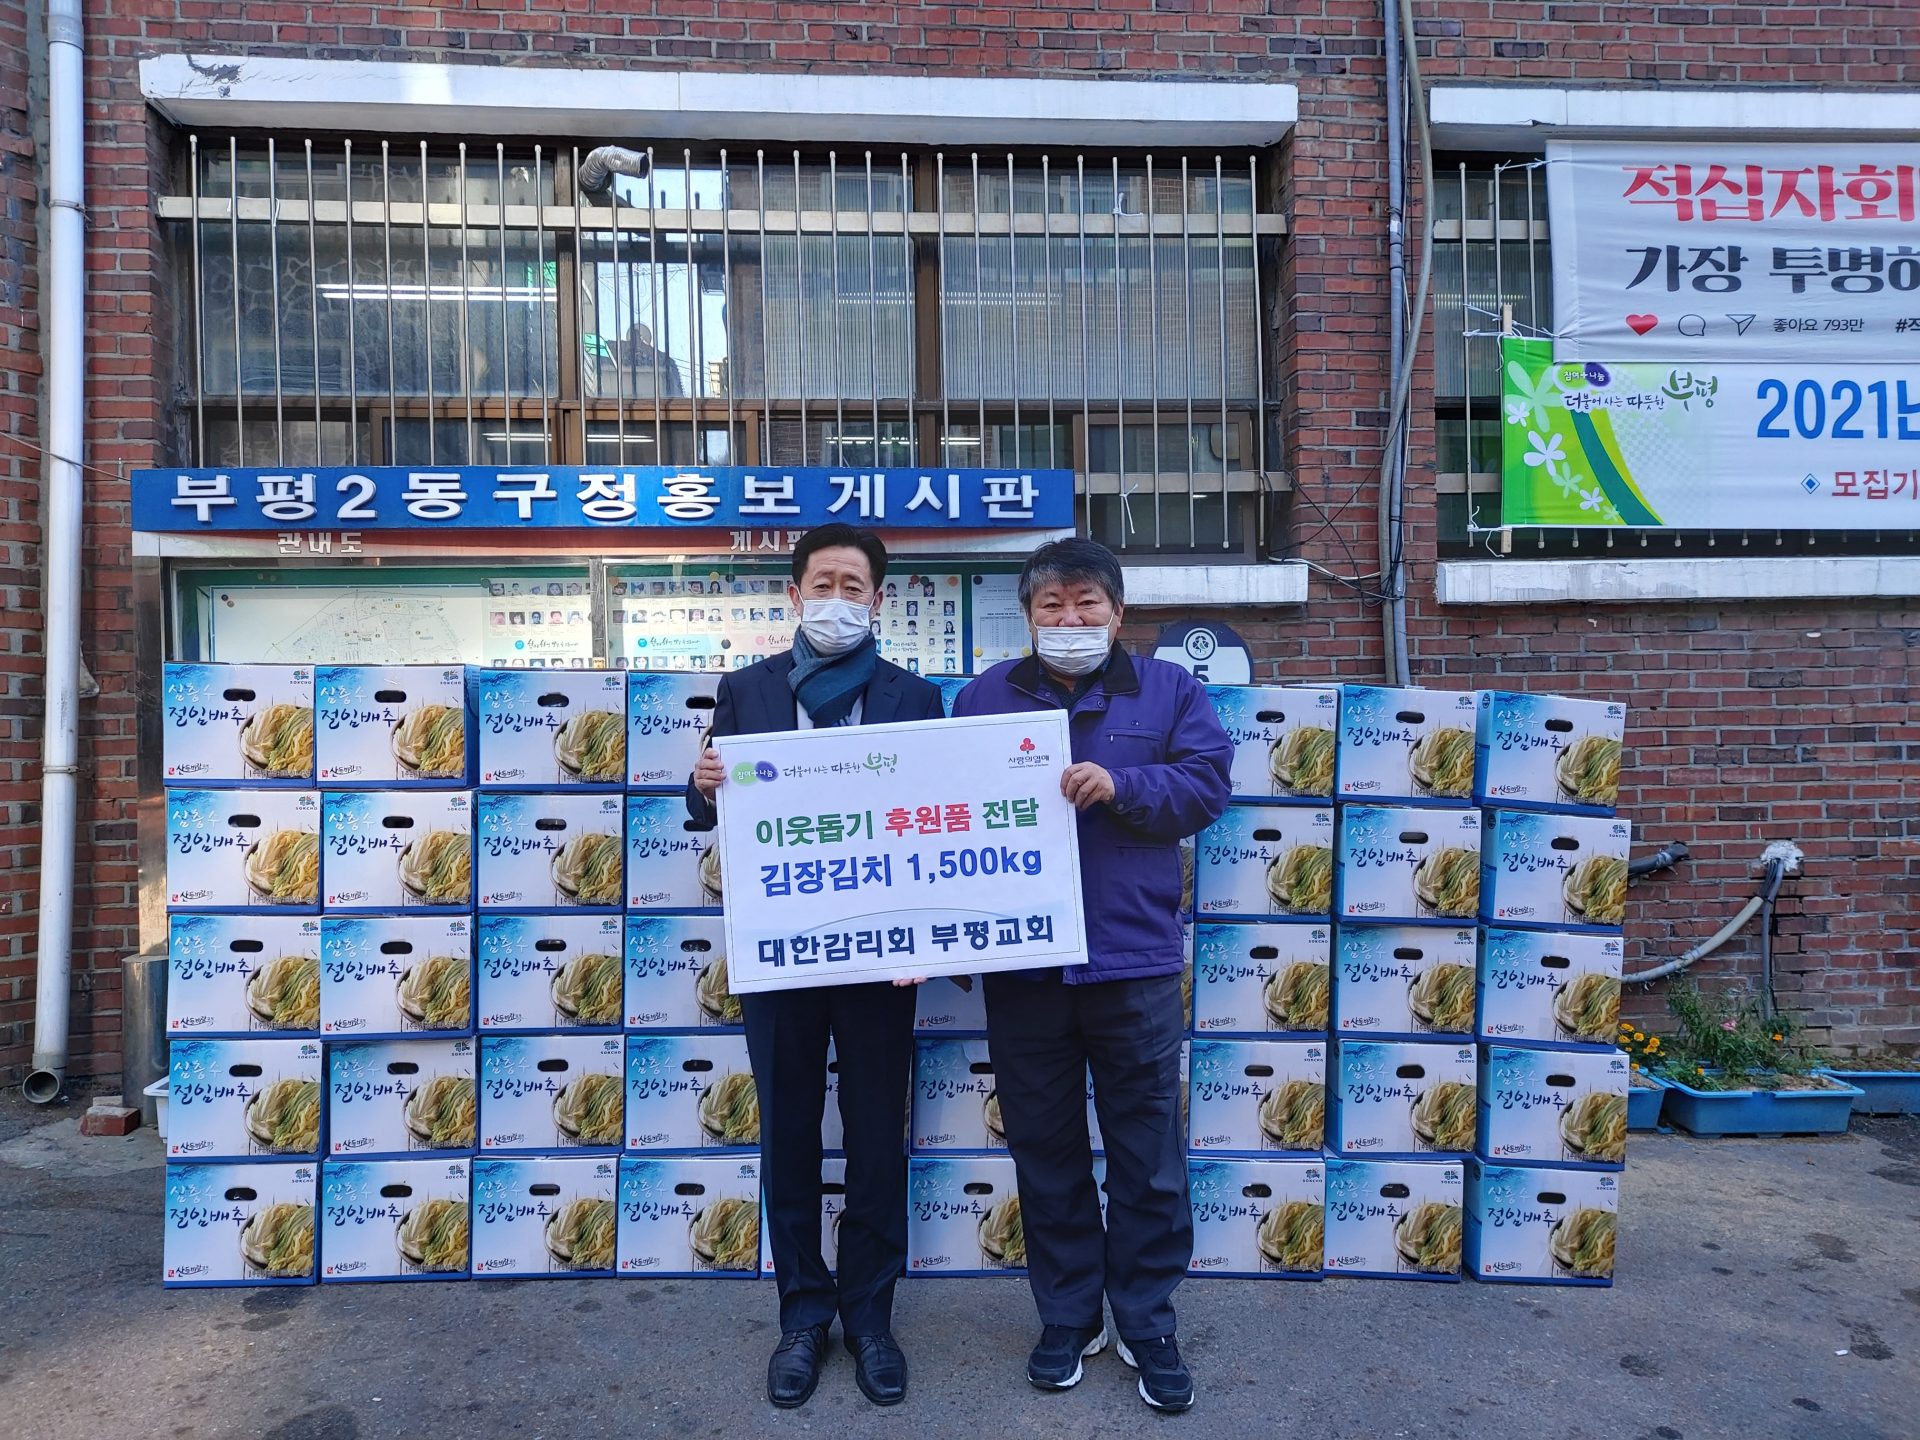 적십자회
가장 투명하
좋아요 793만 #적
참여+나눔
더불어 사는 따뜻한 부평
2021년
◈ 모집기
부평2동구정홍보게시판
관내도 게시판
5
참여+나눔 더불어 사는 따뜻한 부평
사랑의열매
이웃돕기 후원품 전달
김장김치 1,500kg
대한감리회 부평교회
SOKCHO
심층수
절임배추